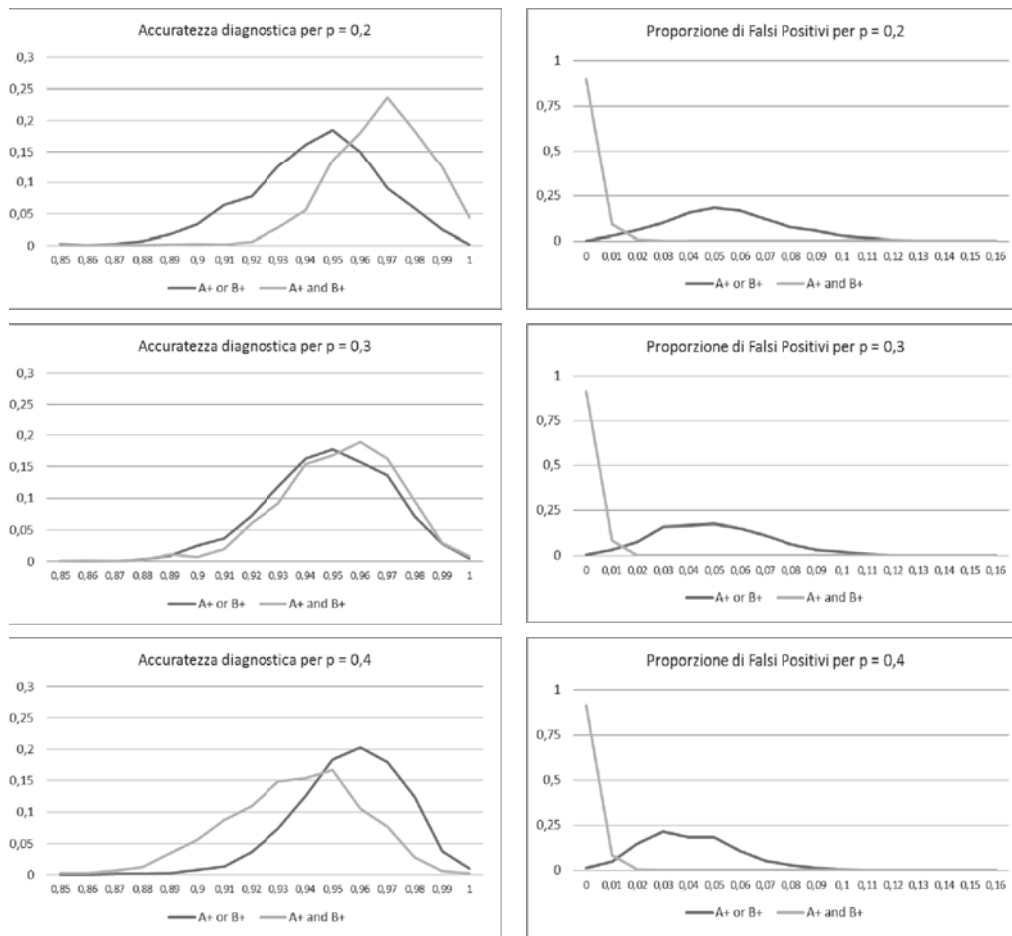 Accuratezza diagnostica per p = 0,2
0,3
0,25
0,2
0,15
0,1
0,05
0
0,85 0,86 0,87 0,88 0,89 0,9 0,91 0,92 0,93 0,94 0,95 0,96 0,97 0,98 0,99 1
A+ or B+ A+ and B+
Proporzione di Falsi Positivi per p = 0,2
1
0,75
0,5
0,25
0
0 0,01 0,02 0,03 0,04 0,05 0,06 0,07 0,08 0,09 0,1 0,11 0,12 0,13 0,14 0,15 0,16
A+ or B+ A+ and B+
Accuratezza diagnostica per p = 0,3
0,3
0,25
0,2
0,15
0,1
0,05
0
0,85 0,86 0,87 0,88 0,89 0,9 0,91 0,92 0,93 0,94 0,95 0,96 0,97 0,98 0,99 1
A+ or B+ A+ and B+
Proporzione di Falsi Positivi per p = 0,3
1
0,75
0,5
0,25
0
0 0,01 0,02 0,03 0,04 0,05 0,06 0,07 0,08 0,09 0,1 0,11 0,12 0,13 0,14 0,15 0,16
A+ or B+ A+ and B+
Accuratezza diagnostica per p = 0,4
0,3
0,25
0,2
0,15
0,1
0,05
0
0,85 0,86 0,87 0,88 0,89 0,9 0,91 0,92 0,93 0,94 0,95 0,96 0,97 0,98 0,99 1
A+ or B+ A+ and B+
Proporzione di Falsi Positivi per p = 0,4
1
0,75
0,5
0,25
0
0 0,01 0,02 0,03 0,04 0,05 0,06 0,07 0,08 0,09 0,1 0,11 0,12 0,13 0,14 0,15 0,16
A+ or B+ A+ and B+